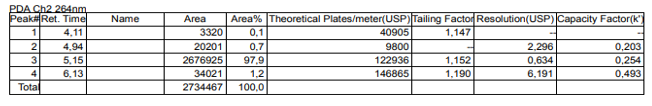 PDA Ch2 264nm
Peak# Ret. Time Name Area Area% Theoretical Plates/meter(USP) Tailing Factor Resolution(USP) Capacity Factor(k')
1 4,11 3320 0,1 40905 1,147 -- --
2 4,94 20201 0,7 9800 -- 2,296 0,203
3 5,15 2676925 97,9 122936 1,152 0,634 0,254
4 6,13 34021 1,2 146865 1,190 6,191 0,493
Total 2734467 100,0